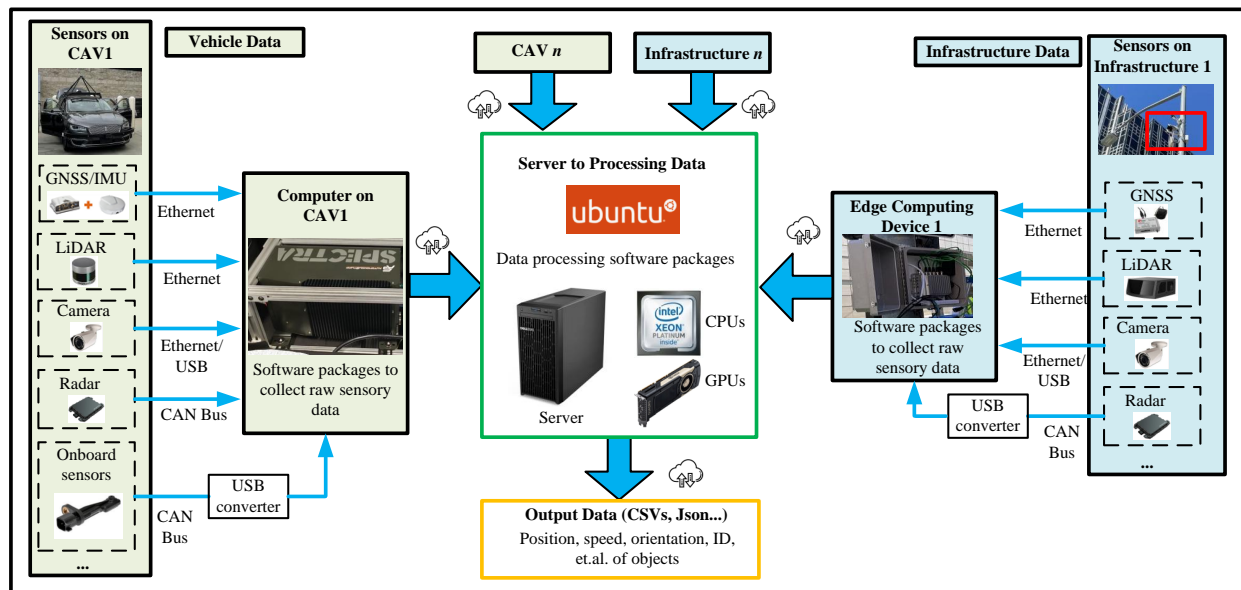 Sensors on
CAV1
GNSS/IMU
LiDAR
Camera
Radar
Onboard
sensors
...
Vehicle Data
Ethernet
Ethernet
Ethernet/
USB
CAN Bus
CAN
Bus
USB
converter
Computer on
CAV1
SPECTRA
Software packages to
collect raw sensory
data
CAV n
Infrastructure n
Server to Processing Data
ubuntu
Data processing software packages
Server
intel
XEON
PLATINUM
inside
CPUs
GPUs
Output Data (CSVs, Json...)
Position, speed, orientation, ID,
et.al. of objects
Infrastructure Data
Edge Computing
Device 1
Software packages
to collect raw
sensory data
Ethernet
Ethernet
Ethernet/
USB
USB
converter
CAN
Bus
Sensors on
Infrastructure 1
GNSS
LiDAR
Camera
Radar
...